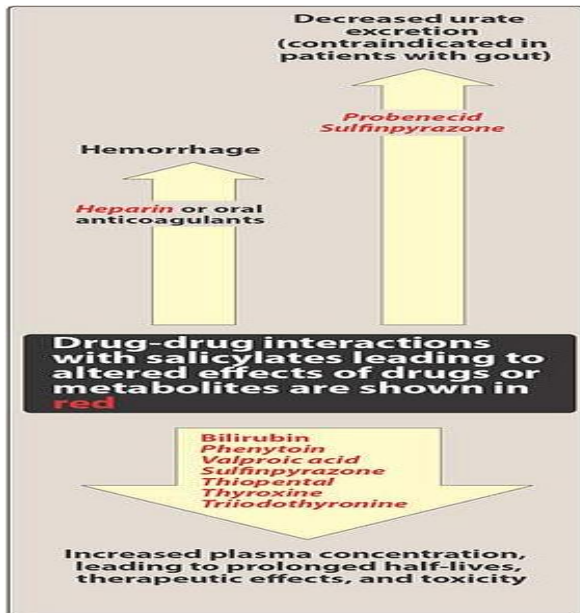 Decreased urate
excretion
(contraindicated in
patients with gout)
Probenecid
Sulfinpyrazone
Hemorrhage
Heparin or oral
anticoagulants
Drug-drug interactions
with salicylates leading to
altered effects of drugs or
metabolites are shown in
red
Bilirubin
Phenytoin
Valproic acid
Sulfinpyrazone
Thiopental
Thyroxine
Triiodothyronine
Increased plasma concentration,
leading to prolonged half-lives,
therapeutic effects, and toxicity